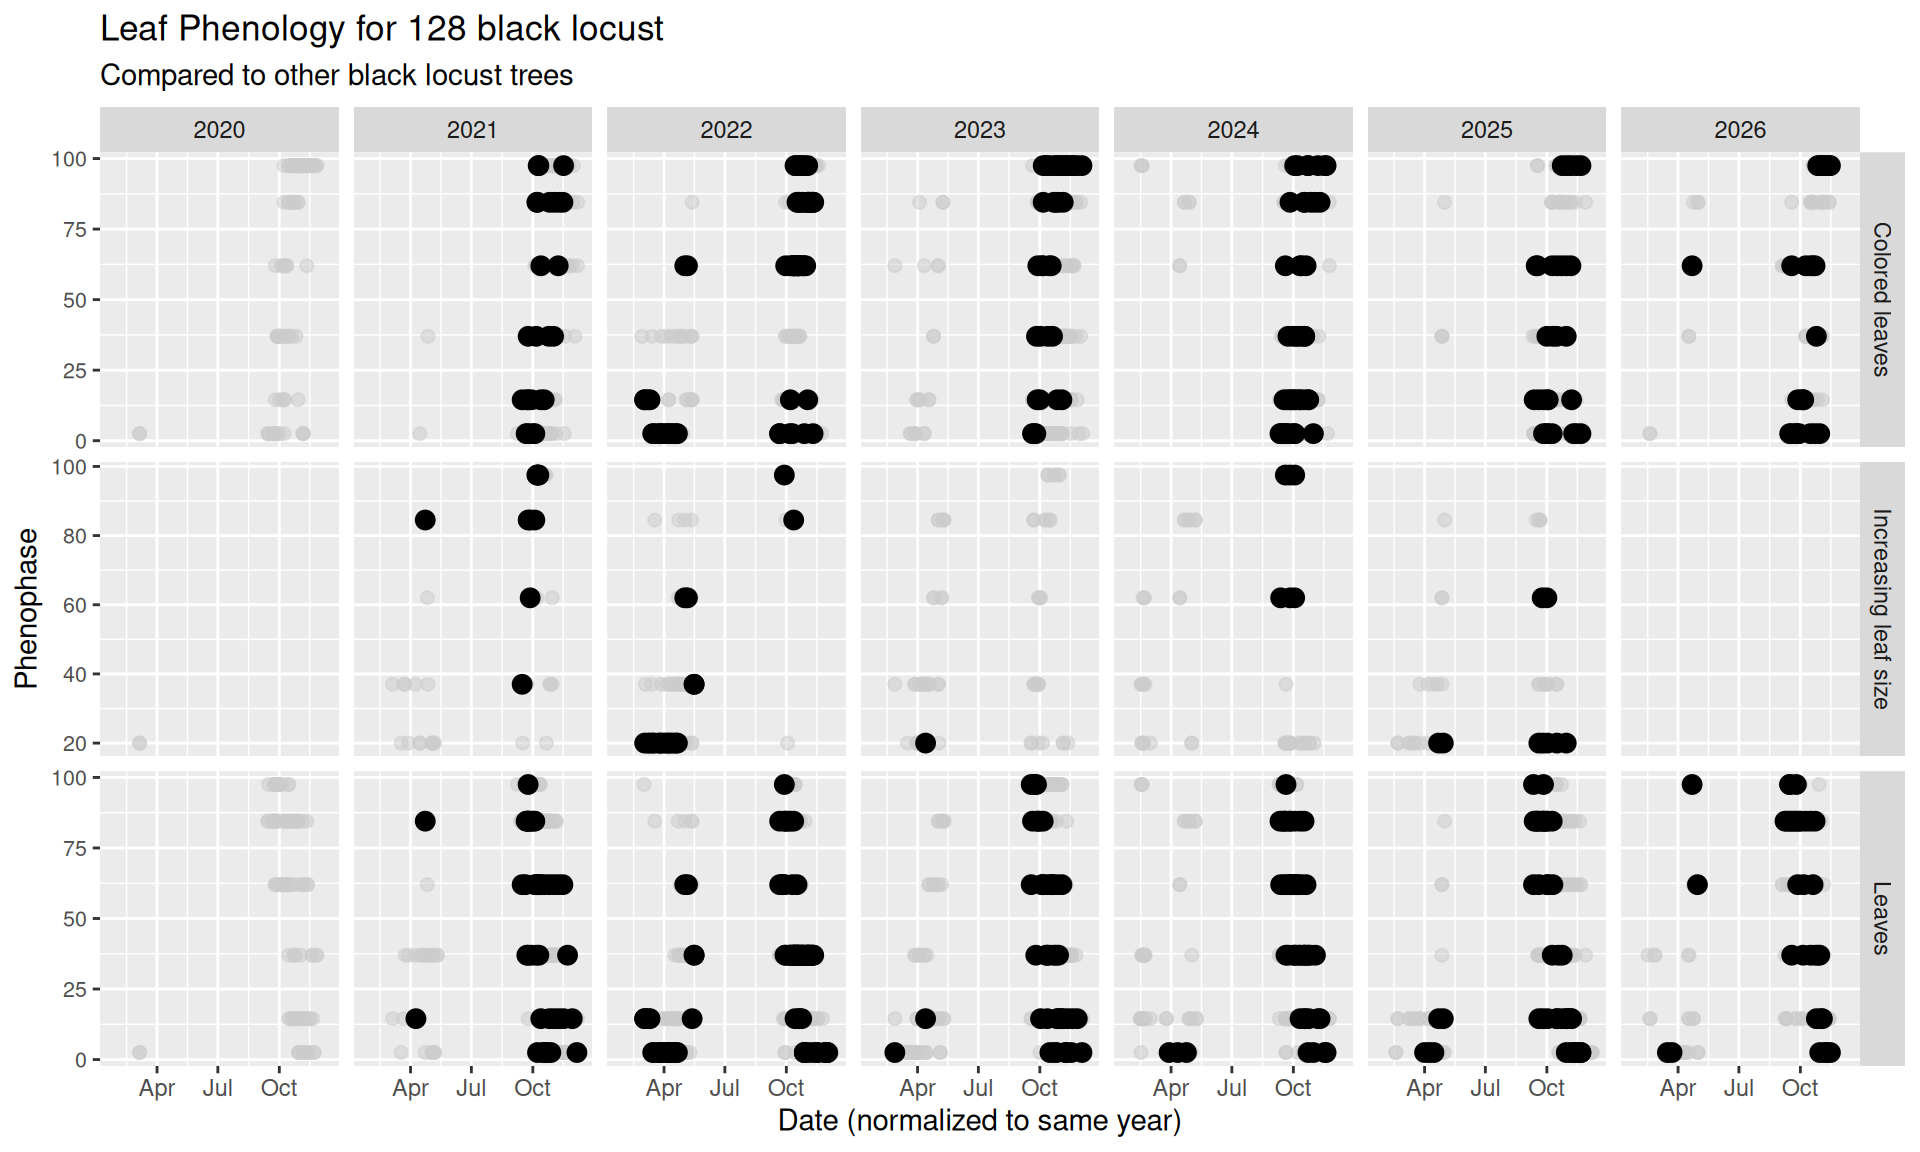 Leaf Phenology for 128 black locust
Compared to other black locust trees
2020 2021 2022 2023 2024 2025 2026
100
75
50
25
0
Colored leaves
100
80
60
40
20
Increasing leaf size
100
75
50
25
0
Leaves
Phenophase
Apr Jul Oct Apr Jul Oct Apr Jul Oct Apr Jul Oct Apr Jul Oct Apr Jul Oct Apr Jul Oct
Date (normalized to same year)